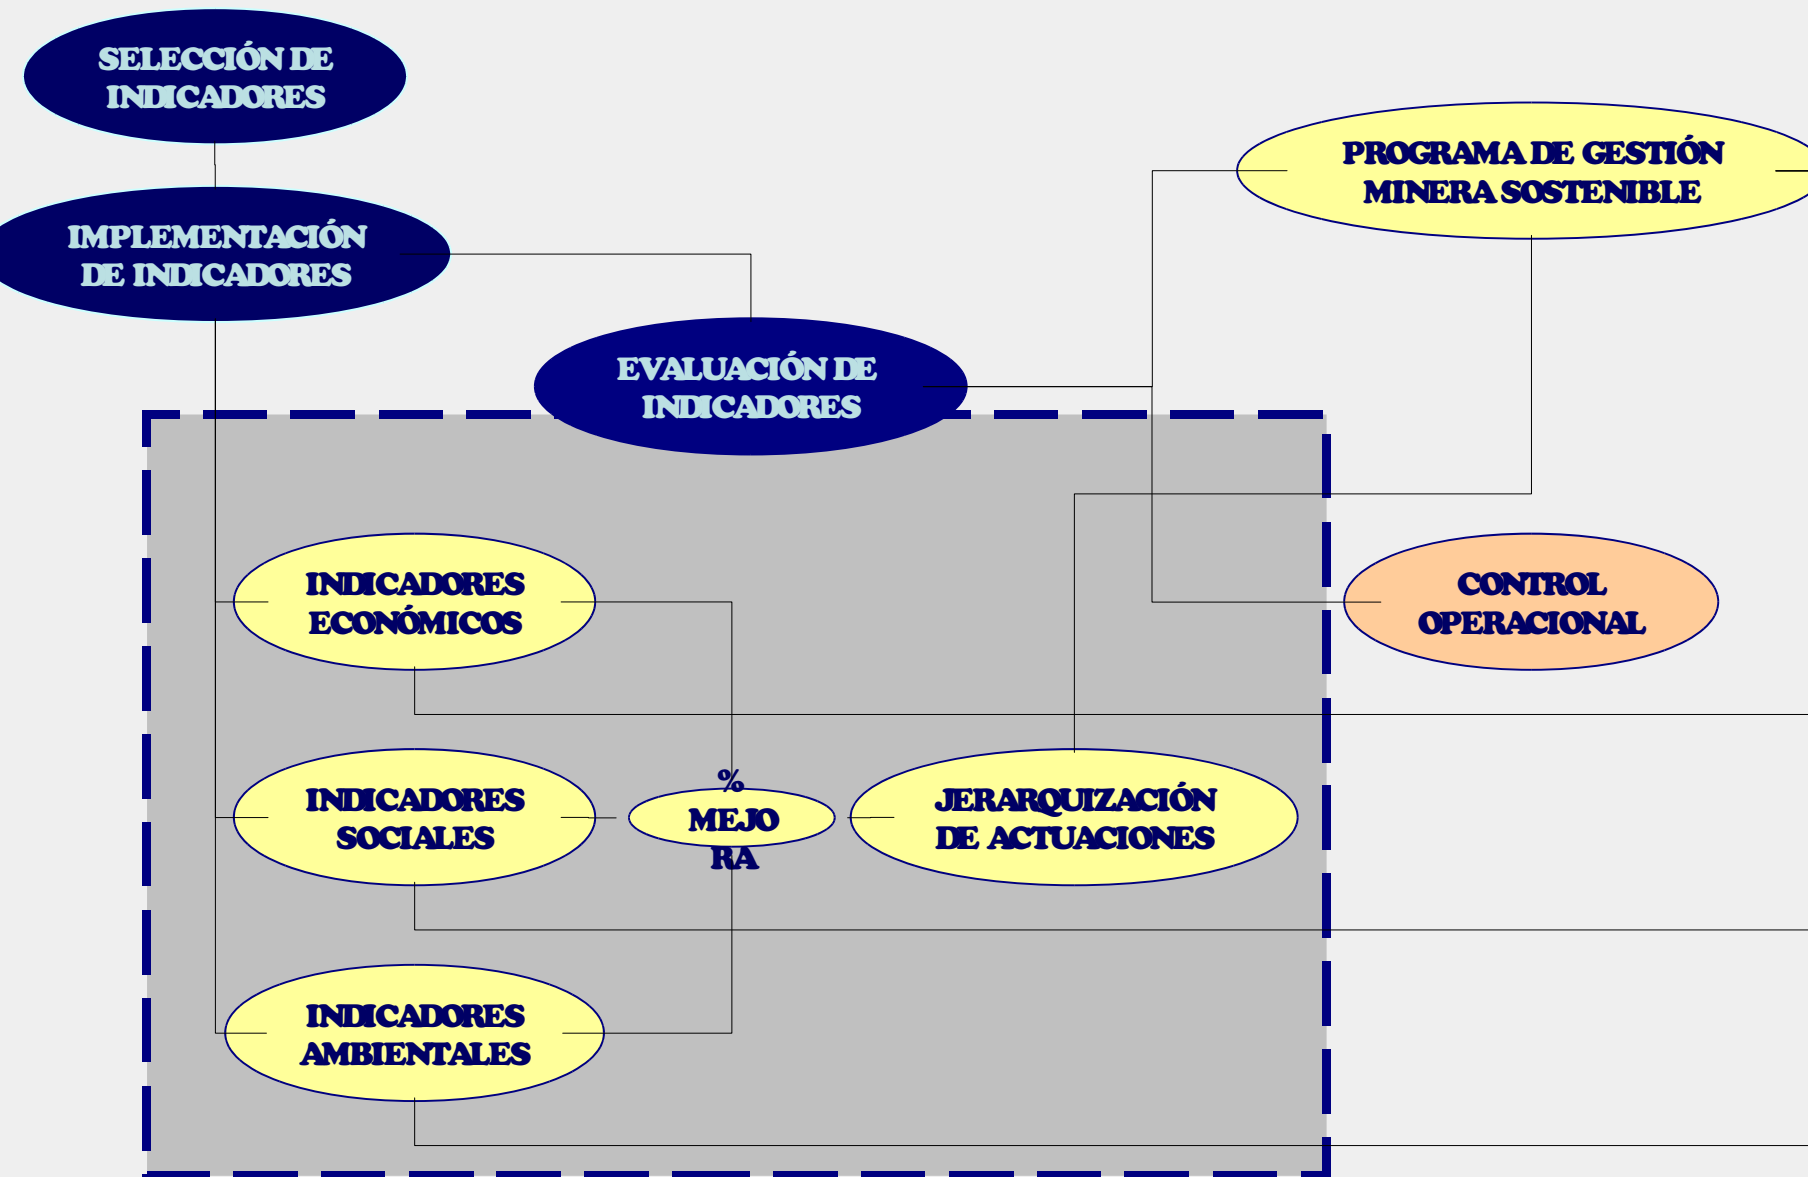 SELECCIÓN DE
INDICADORES
IMPLEMENTACIÓN
DE INDICADORES
EVALUACIÓN DE
INDICADORES
PROGRAMA DE GESTIÓN
MINERA SOSTENIBLE
INDICADORES
ECONÓMICOS
CONTROL
OPERACIONAL
INDICADORES
SOCIALES
%
MEJO
RA
JERARQUIZACIÓN
DE ACTUACIONES
INDICADORES
AMBIENTALES